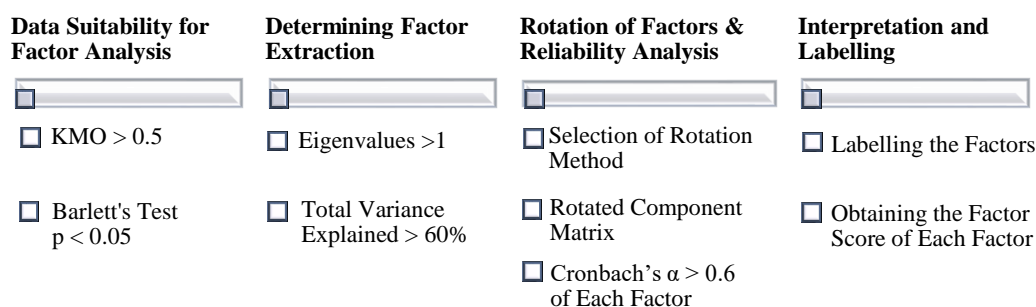 Data Suitability for
Factor Analysis
KMO > 0.5
Barlett's Test
p < 0.05
Determining Factor
Extraction
Eigenvalues >1
Total Variance
Explained > 60%
Rotation of Factors &
Reliability Analysis
Selection of Rotation
Method
Rotated Component
Matrix
Cronbach’s α > 0.6
of Each Factor
Interpretation and
Labelling
Labelling the Factors
Obtaining the Factor
Score of Each Factor